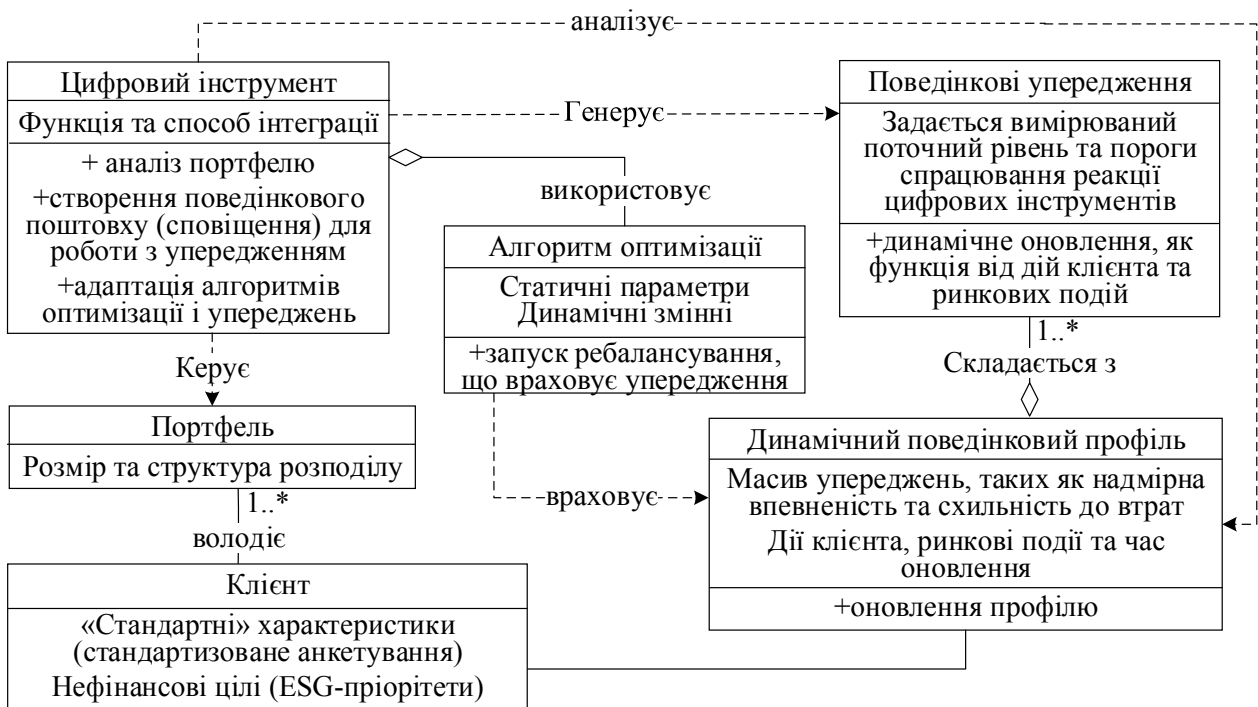 аналізує
Цифровий інструмент
Функція та спосіб інтеграції
+ аналіз портфелю
+створення поведінкового
поштовху (сповіщення) для
роботи з упередженням
+адаптація алгоритмів
оптимізації і упереджень
Генерує
Поведінкові упередження
Задається вимірюваний
поточний рівень та пороги
спрацювання реакції
цифрових інструментів
+динамічне оновлення, як
функція від дій клієнта та
ринкових подій
використовує
Алгоритм оптимізації
Статичні параметри
Динамічні змінні
+запуск ребалансування,
що враховує упередження
1..*
Складається з
Керує
Портфель
Розмір та структура розподілу
враховує
Динамічний поведінковий профіль
Масив упереджень, таких як надмірна
впевненість та схильність до втрат
Дії клієнта, ринкові події та час
оновлення
+оновлення профілю
1..*
володіє
Клієнт
«Стандартні» характеристики
(стандартизоване анкетування)
Нефінансові цілі (ESG-пріорітети)